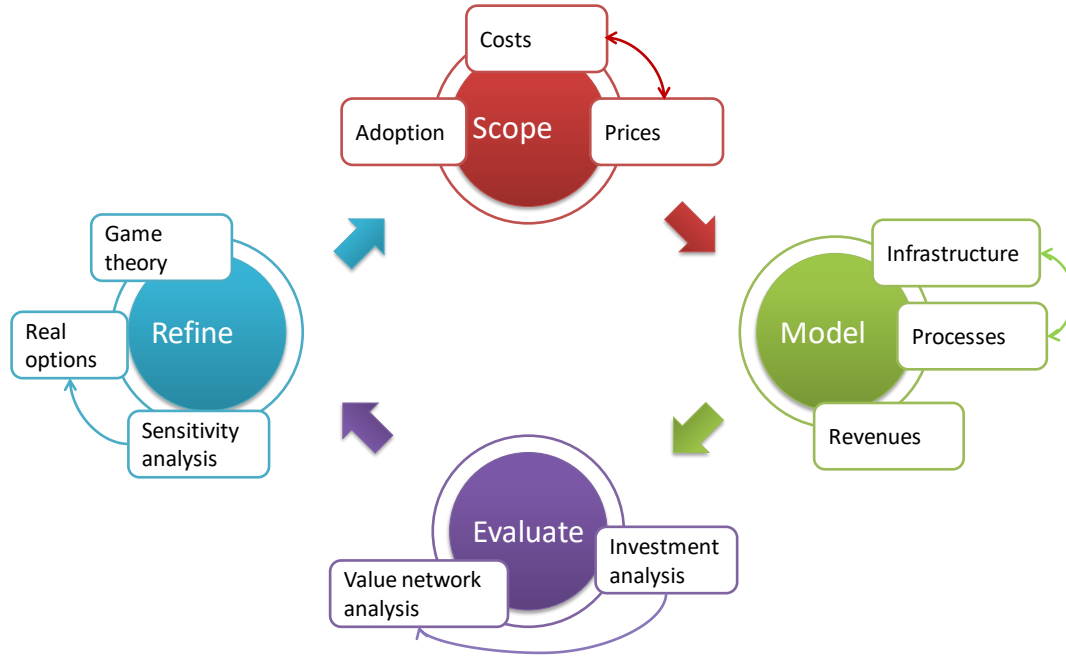 Costs
Adoption
Scope
Prices
Game
theory
Real
options
Refine
Sensitivity
analysis
Infrastructure
Model
Processes
Revenues
Evaluate
Investment
analysis
Value network
analysis